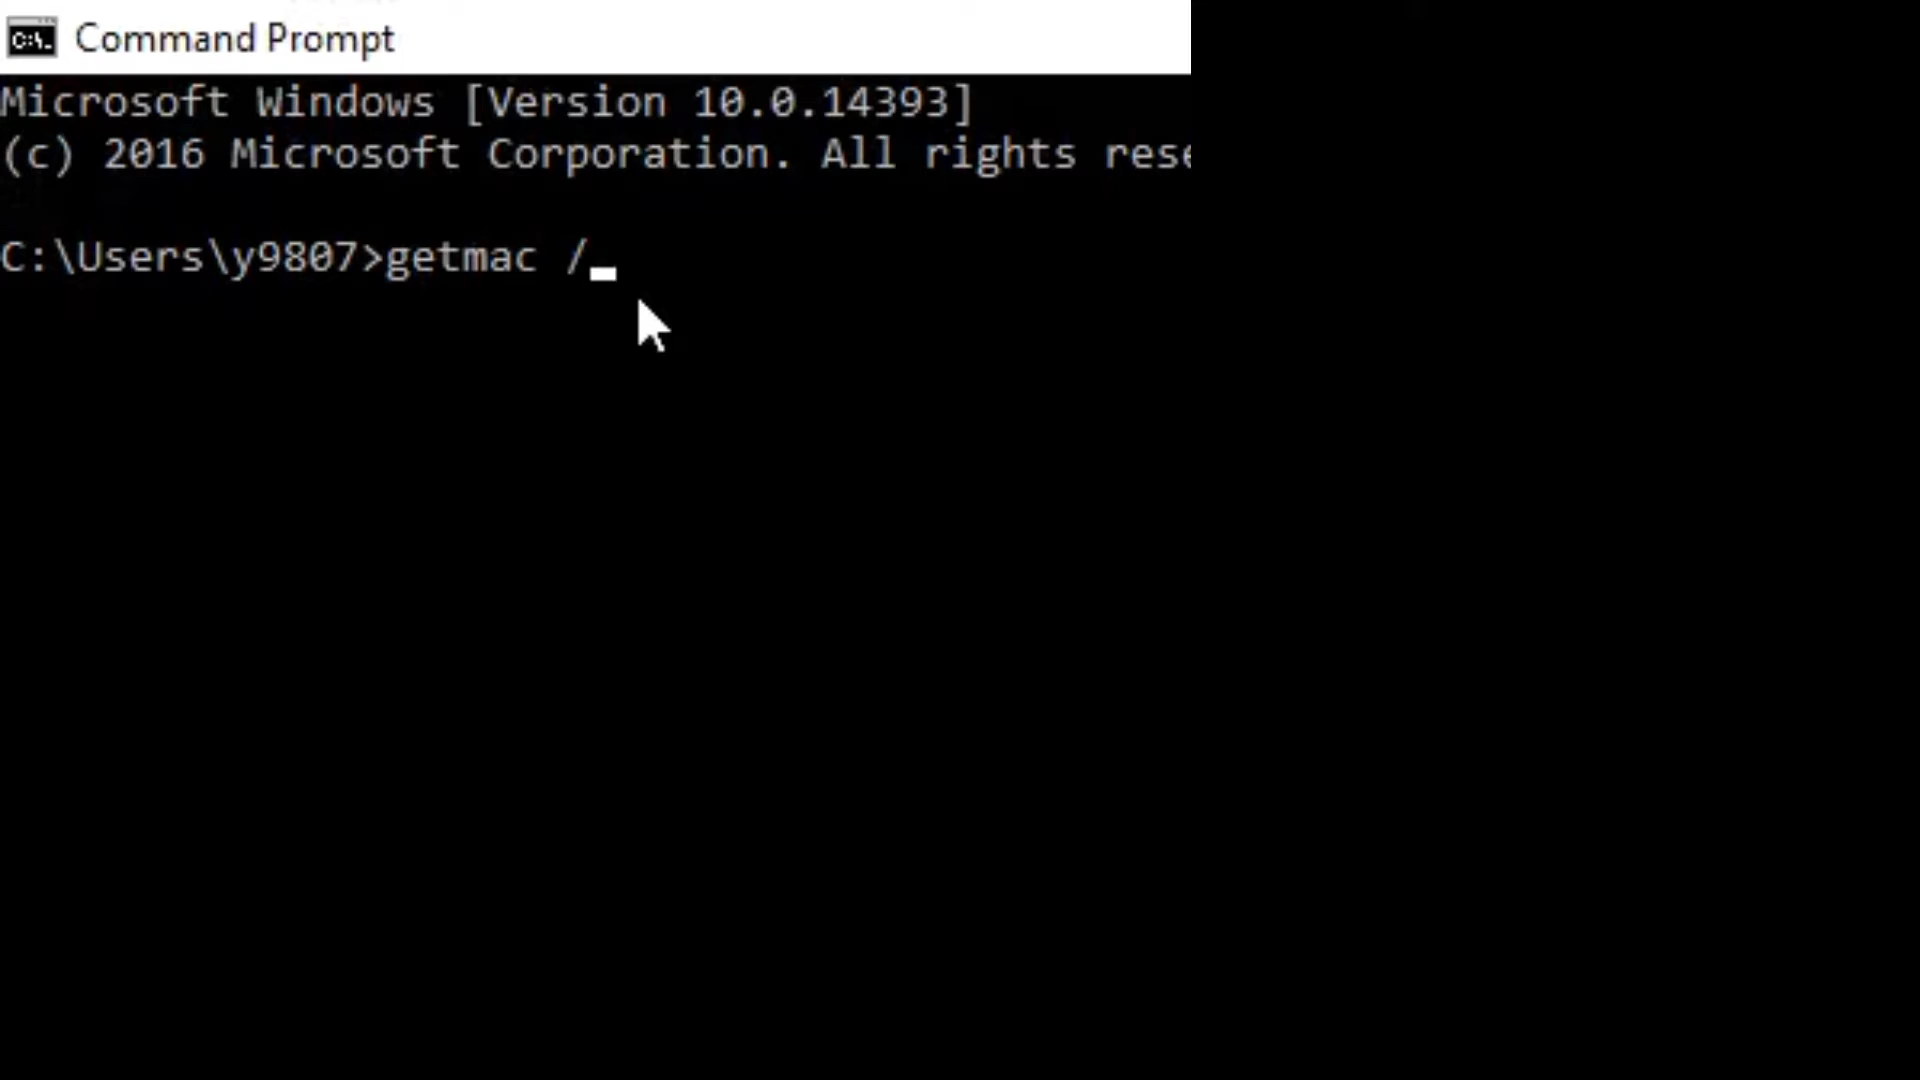 Command Prompt
Microsoft Windows [Version 10.0.14393]
(c) 2016 Microsoft Corporation. All rights rese
C:\Users\y9807>getmac /